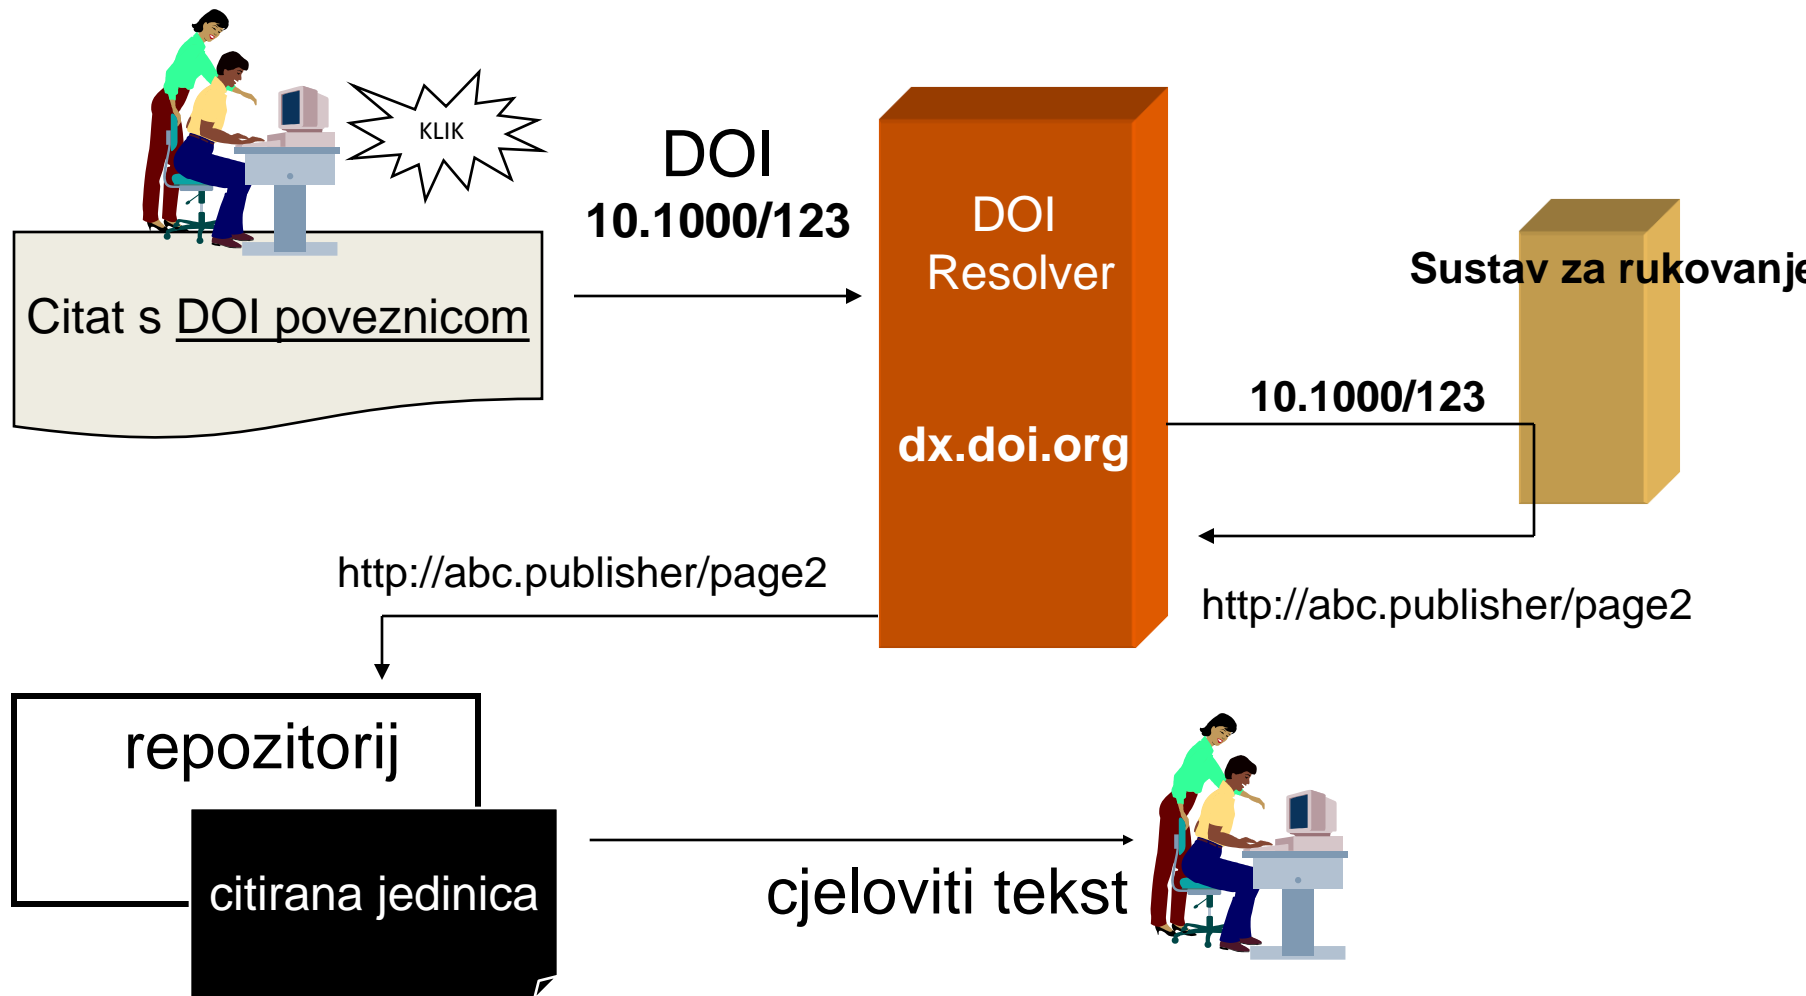 KLIK
DOI
10.1000/123
Citat s DOI poveznicom
DOI
Resolver
dx.doi.org
Sustav za rukovanje
10.1000/123
http://abc.publisher/page2
http://abc.publisher/page2
repozitorij
citirana jedinica
cjeloviti tekst